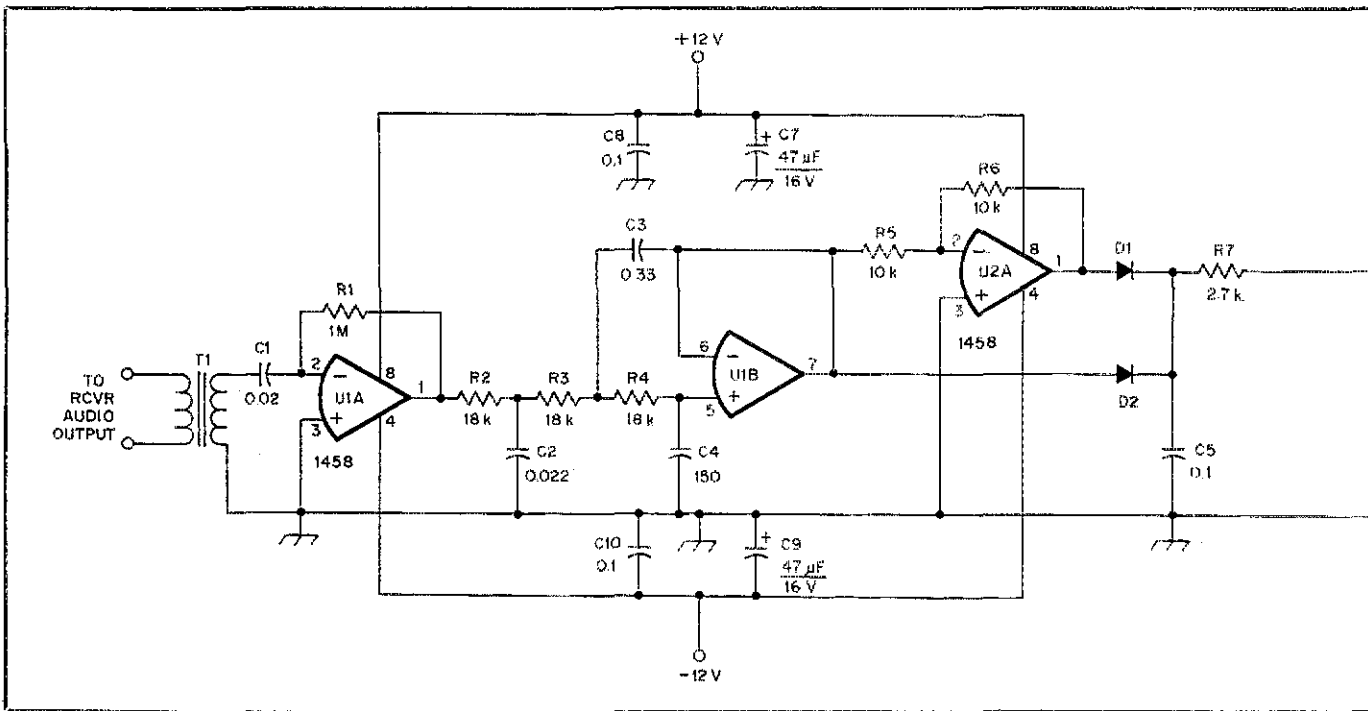 +12 V
C8
0.1
+ C7
47 µF
16 V
R6
10 k
C3
0.33
R5
10 k
2
−
8
U2A
1
+
3
4
1458
D1
R7
2.7 k
R1
1M
T1
C1
0.02
TO
RCVR
AUDIO
OUTPUT
2
−
8
U1A
1
+
3
4
1458
R2
18 k
R3
18 k
R4
18 k
6
−
U1B
7
+
5
D2
C2
0.022
C4
150
C5
0.1
C10
0.1
+ C9
47 µF
16 V
−12 V